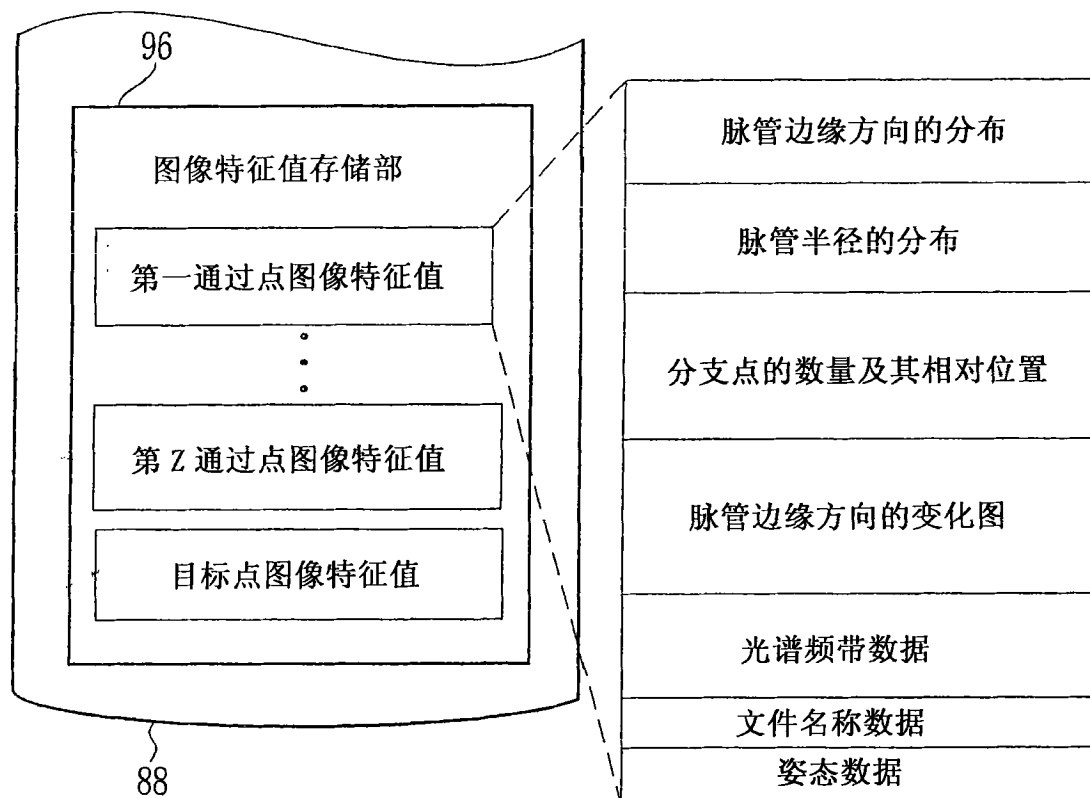 96
图像特征值存储部
第一通过点图像特征值
第Z通过点图像特征值
目标点图像特征值
88
脉管边缘方向的分布
脉管半径的分布
分支点的数量及其相对位置
脉管边缘方向的变化图
光谱频带数据
文件名称数据
姿态数据